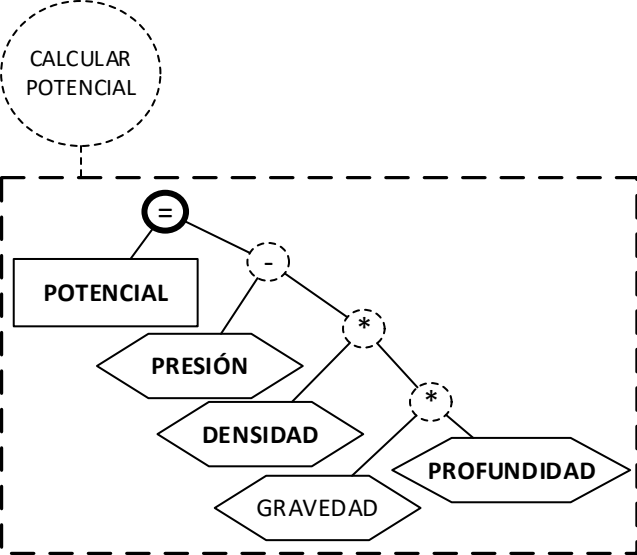 CALCULAR
POTENCIAL
=
-
POTENCIAL
*
PRESIÓN
*
DENSIDAD
PROFUNDIDAD
GRAVEDAD